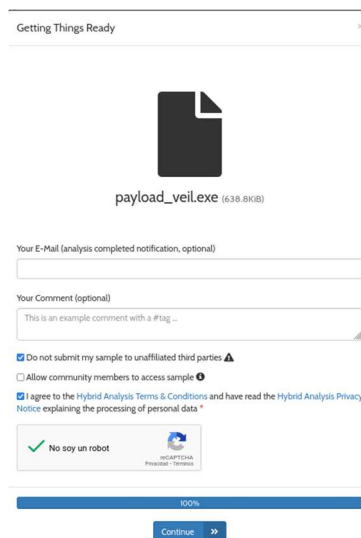 Getting Things Ready
×
payload_veil.exe (638.8KiB)
Your E-Mail (analysis completed notification, optional)
Your Comment (optional)
This is an example comment with a #tag ...
Do not submit my sample to unaffiliated third parties
Allow community members to access sample
I agree to the Hybrid Analysis Terms & Conditions and have read the Hybrid Analysis Privacy
Notice explaining the processing of personal data *
No soy un robot
reCAPTCHA
Privacidad - Términos
100%
Continue »